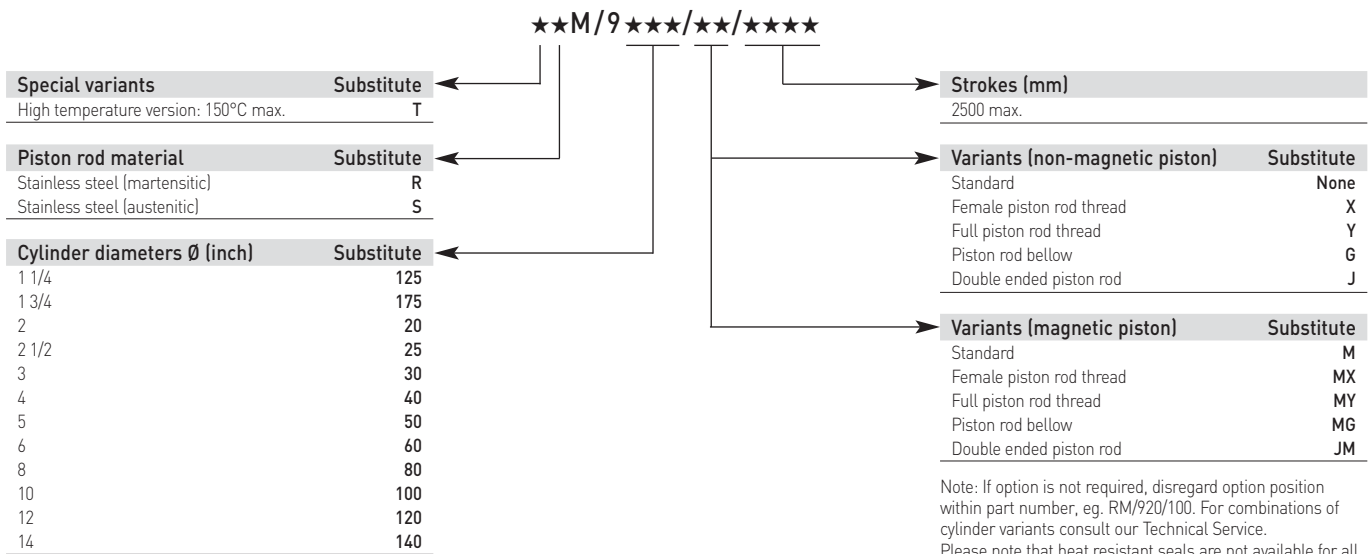 ★★M/9★★★/★★/★★★★
Special variants Substitute
High temperature version: 150°C max. T
Piston rod material Substitute
Stainless steel (martensitic) R
Stainless steel (austenitic) S
Cylinder diameters Ø (inch) Substitute
1 1/4 125
1 3/4 175
2 20
2 1/2 25
3 30
4 40
5 50
6 60
8 80
10 100
12 120
14 140
Strokes (mm)
2500 max.
Variants (non-magnetic piston) Substitute
Standard None
Female piston rod thread X
Full piston rod thread Y
Piston rod bellow G
Double ended piston rod J
Variants (magnetic piston) Substitute
Standard M
Female piston rod thread MX
Full piston rod thread MY
Piston rod bellow MG
Double ended piston rod JM
Note: If option is not required, disregard option position
within part number, eg. RM/920/100. For combinations of
cylinder variants consult our Technical Service.
Please note that heat resistant seals are not available for all